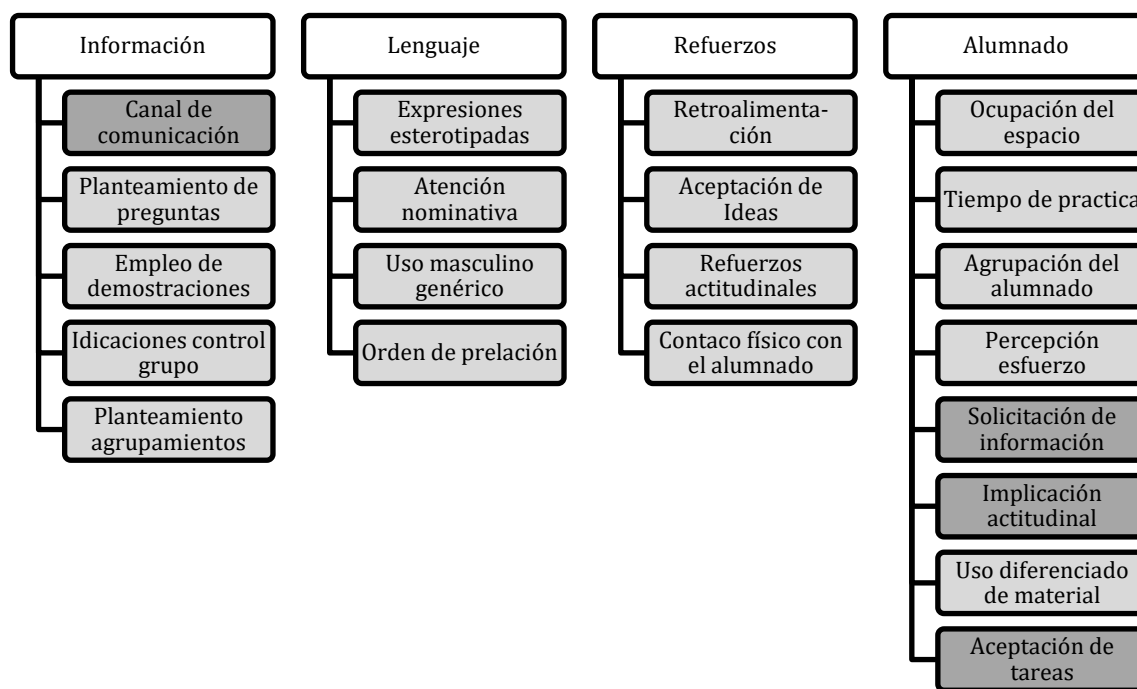 Información
Canal de
comunicación
Planteamiento de
preguntas
Empleo de
demostraciones
Idicaciones control
grupo
Planteamiento
agrupamientos
Lenguaje
Expresiones
esterotipadas
Atención
nominativa
Uso masculino
genérico
Orden de prelación
Refuerzos
Retroalimenta-
ción
Aceptación de
Ideas
Refuerzos
actitudinales
Contaco físico con
el alumnado
Alumnado
Ocupación del
espacio
Tiempo de practica
Agrupación del
alumnado
Percepción
esfuerzo
Solicitación de
información
Implicación
actitudinal
Uso diferenciado
de material
Aceptación de
tareas